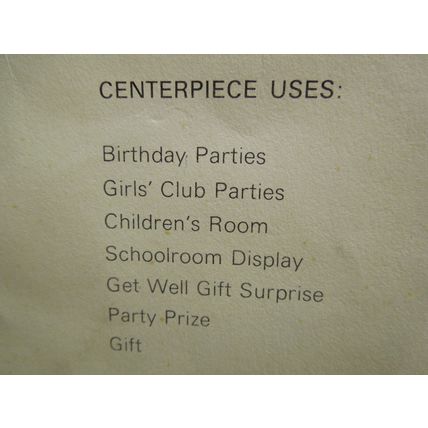 CENTERPIECE USES:
Birthday Parties
Girls' Club Parties
Children's Room
Schoolroom Display
Get Well Gift Surprise
Party Prize
Gift